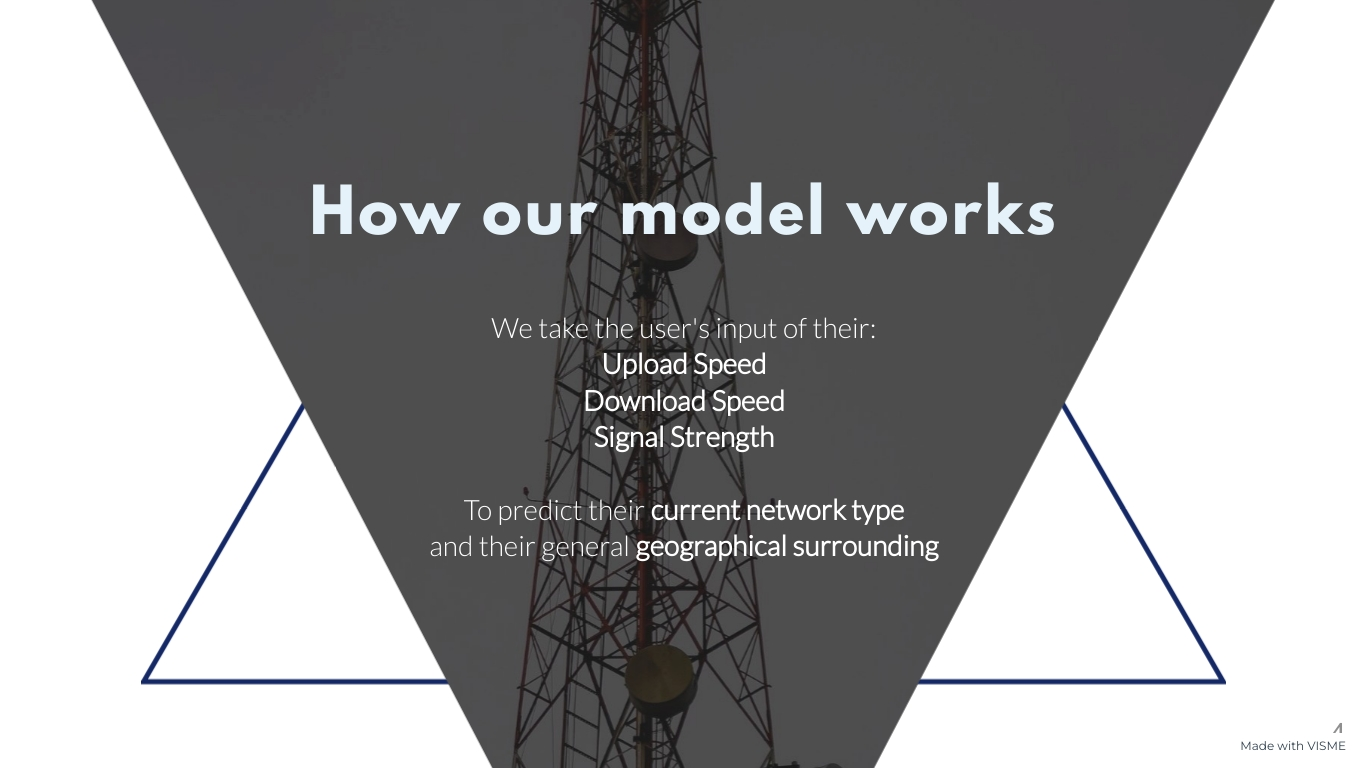 How our model works
We take the user's input of their:
Upload Speed
Download Speed
Signal Strength
To predict their current network type
and their general geographical surrounding
Made with VISME